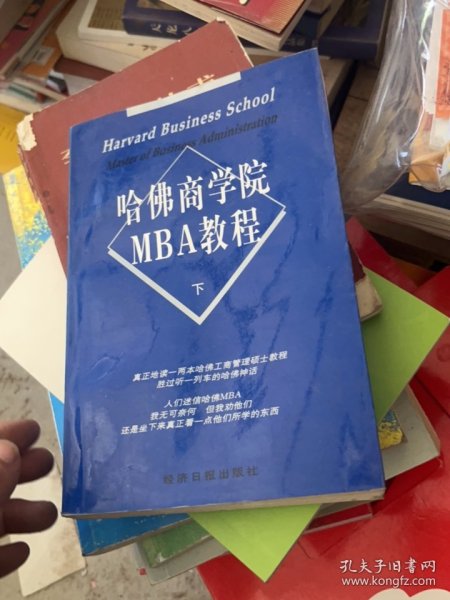 Harvard Business School
Master of Business Administration
哈佛商学院
MBA教程
下
真正地读一两本哈佛工商管理硕士教程
胜过听一列车的哈佛神话
人们迷信哈佛MBA
我无可奈何 但我劝他们
还是坐下来真正看一点他们所学的东西
经济日报出版社
孔夫子旧书网
www.kongfz.com